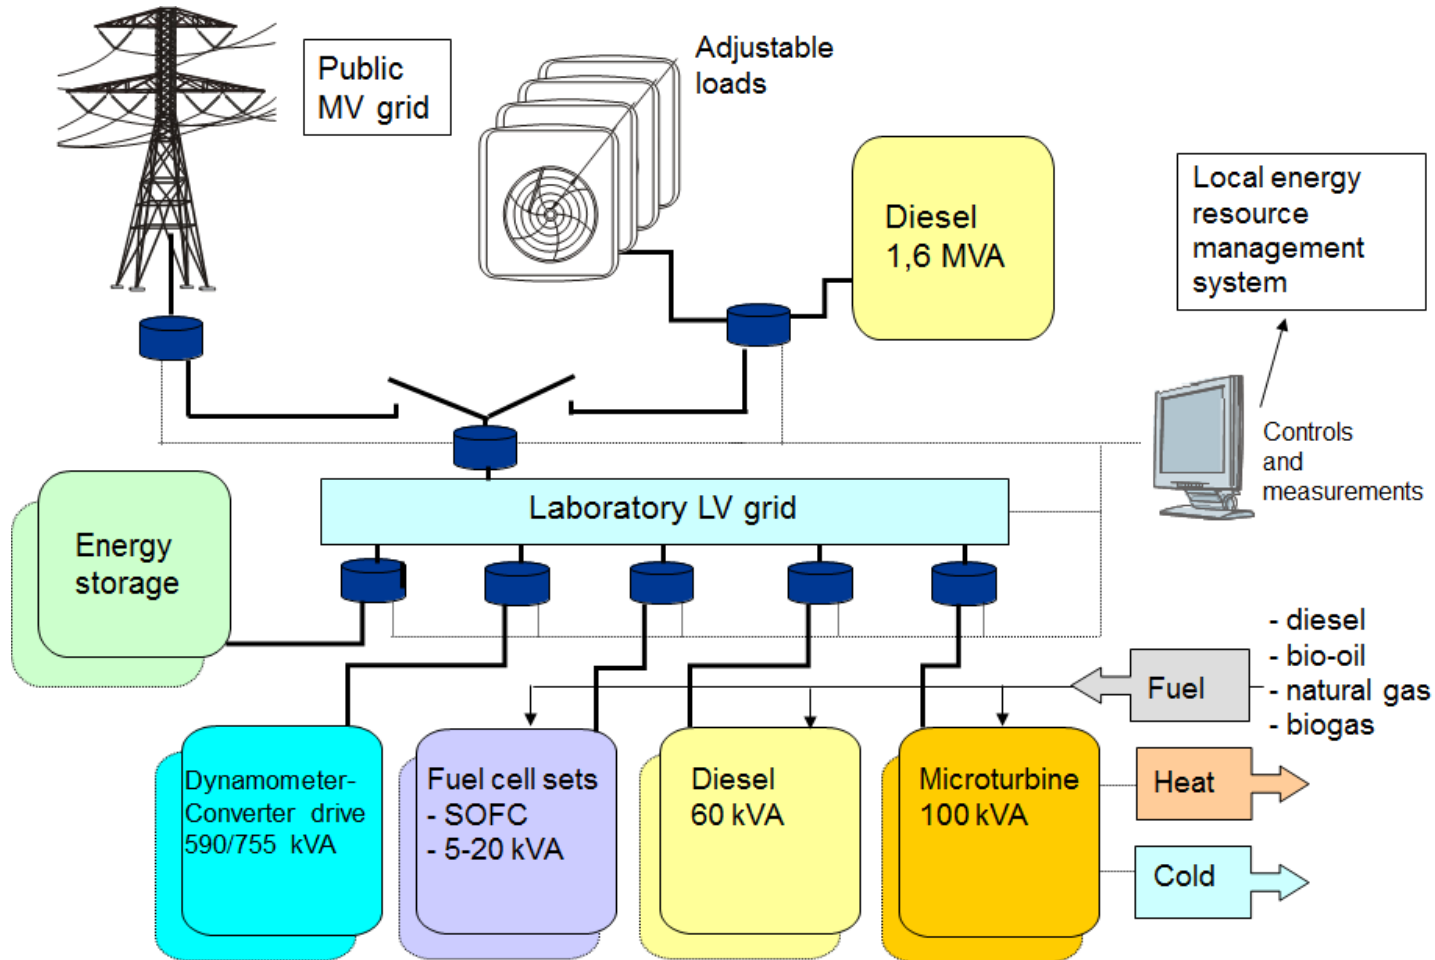 Public
MV grid
Adjustable
loads
Diesel
1,6 MVA
Local energy
resource
management
system
Controls
and
measurements
Laboratory LV grid
Energy
storage
- diesel
- bio-oil
- natural gas
- biogas
Fuel
Dynamometer-
Converter drive
590/755 kVA
Fuel cell sets
- SOFC
- 5-20 kVA
Diesel
60 kVA
Microturbine
100 kVA
Heat
Cold